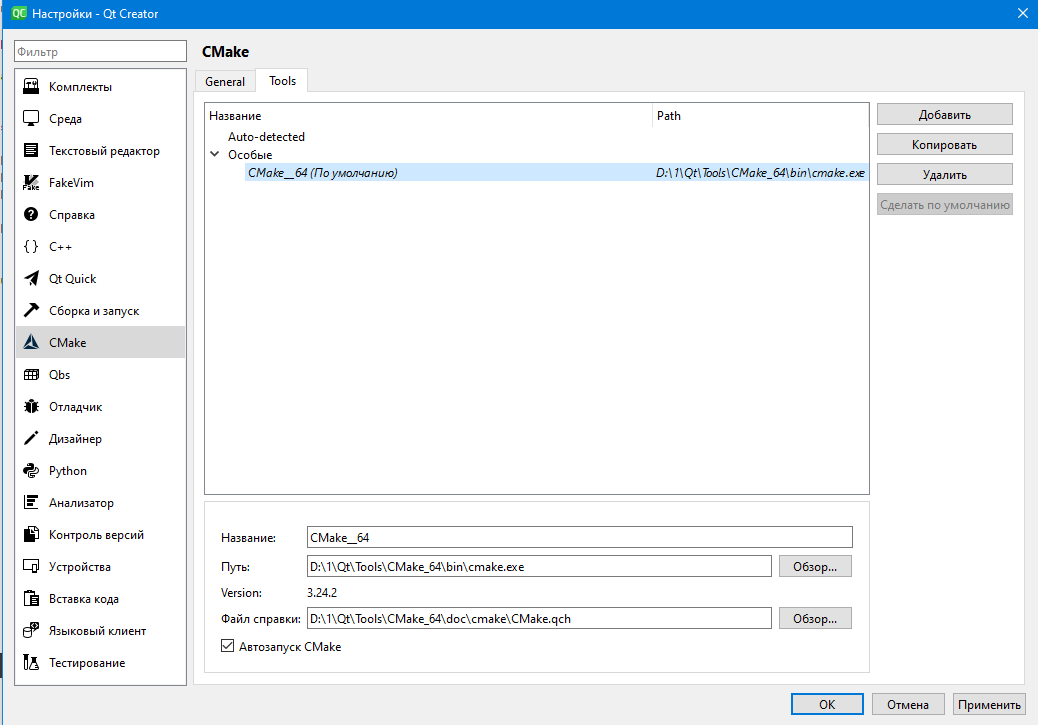 QC Настройки - Qt Creator
Фильтр
Комплекты
Среда
Текстовый редактор
FakeVim
Справка
C++
Qt Quick
Сборка и запуск
CMake
Qbs
Отладчик
Дизайнер
Python
Анализатор
Контроль версий
Устройства
Вставка кода
Языковый клиент
Тестирование
CMake
General Tools
Название Path
Auto-detected
Особые
CMake__64 (По умолчанию) D:\1\Qt\Tools\CMake_64\bin\cmake.exe
Добавить
Копировать
Удалить
Сделать по умолчанию
Название: CMake__64
Путь: D:\1\Qt\Tools\CMake_64\bin\cmake.exe Обзор...
Version: 3.24.2
Файл справки: D:\1\Qt\Tools\CMake_64\doc\cmake\CMake.qch Обзор...
Автозапуск CMake
OK Отмена Применить